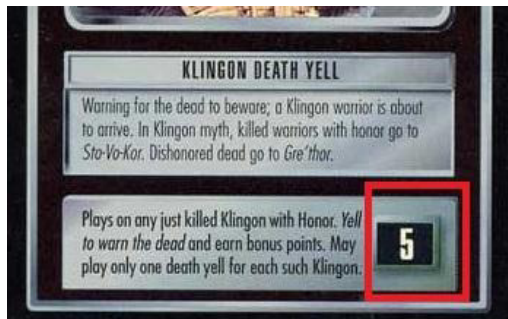 KLINGON DEATH YELL
Warning for the dead to beware; a Klingon warrior is about
to arrive. In Klingon myth, killed warriors with honor go to
Sto-Vo-Kor. Dishonored dead go to Gre'thor.
Plays on any just killed Klingon with Honor. Yell
to warn the dead and earn bonus points. May
play only one death yell for each such Klingon.
5